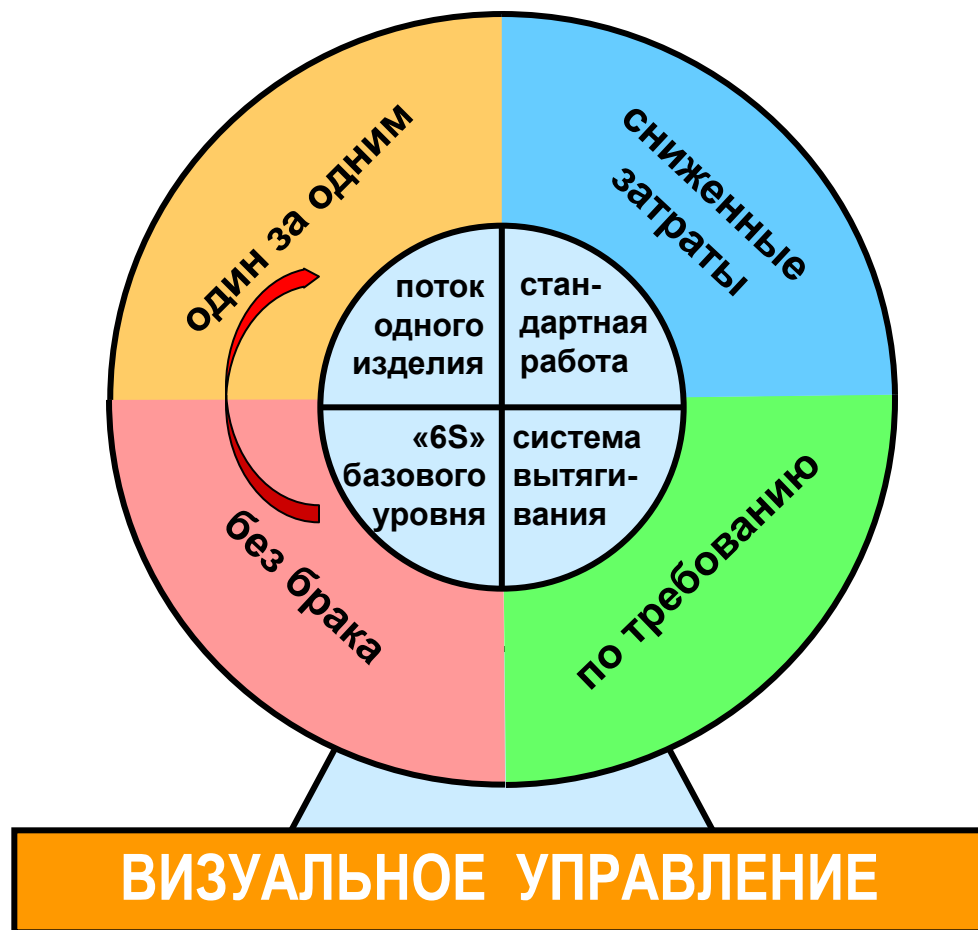 один за одним
сниженные
затраты
поток
одного
изделия
стан-
дартная
работа
«6S»
базового
уровня
система
вытяги-
вания
без брака
по требованию
ВИЗУАЛЬНОЕ УПРАВЛЕНИЕ